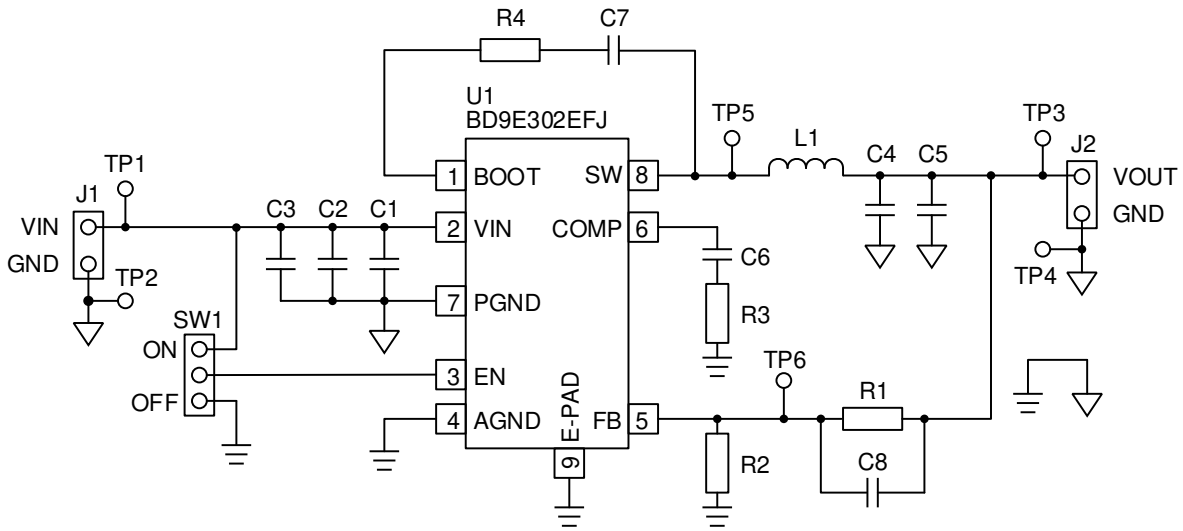 R4
C7
U1
BD9E302EFJ
TP5
TP3
TP1
L1
C4
C5
J2
J1
1
BOOT
SW
8
VOUT
C3
C2
C1
VIN
2
VIN
COMP
6
GND
GND
C6
TP2
TP4
7
PGND
R3
SW1
ON
TP6
3
EN
OFF
R1
4
AGND
E-PAD
FB
5
9
R2
C8